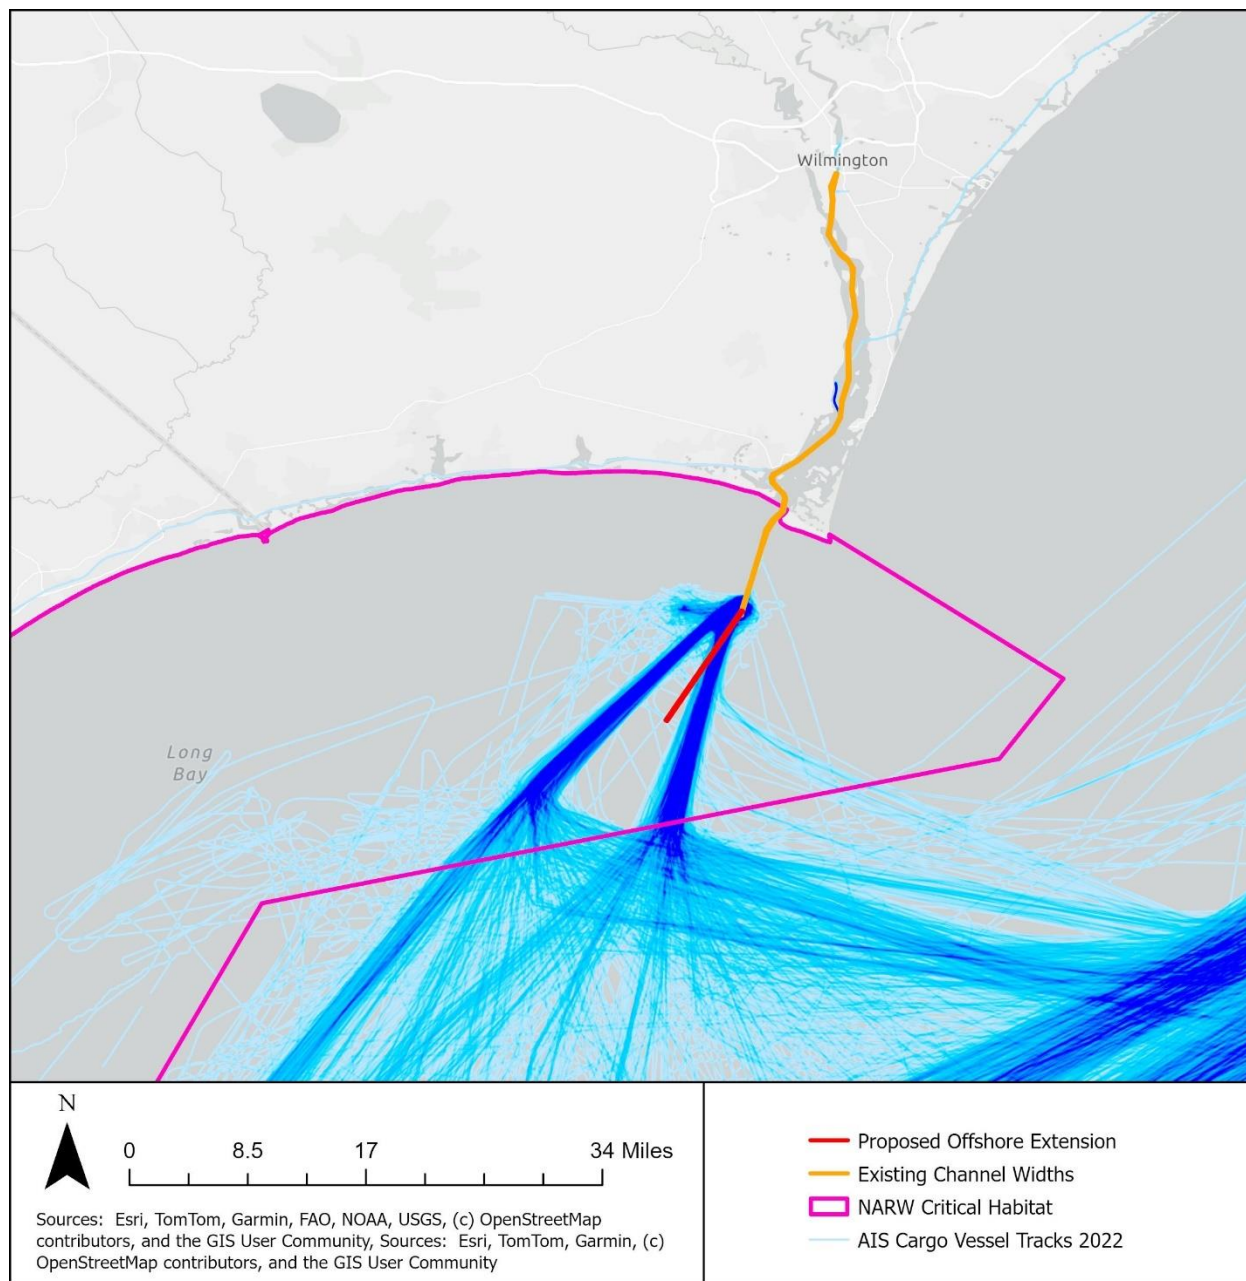 Wilmington
Long
Bay
N
0 8.5 17 34 Miles
Sources: Esri, TomTom, Garmin, FAO, NOAA, USGS, (c) OpenStreetMap
contributors, and the GIS User Community, Sources: Esri, TomTom, Garmin, (c)
OpenStreetMap contributors, and the GIS User Community
Proposed Offshore Extension
Existing Channel Widths
NARW Critical Habitat
AIS Cargo Vessel Tracks 2022